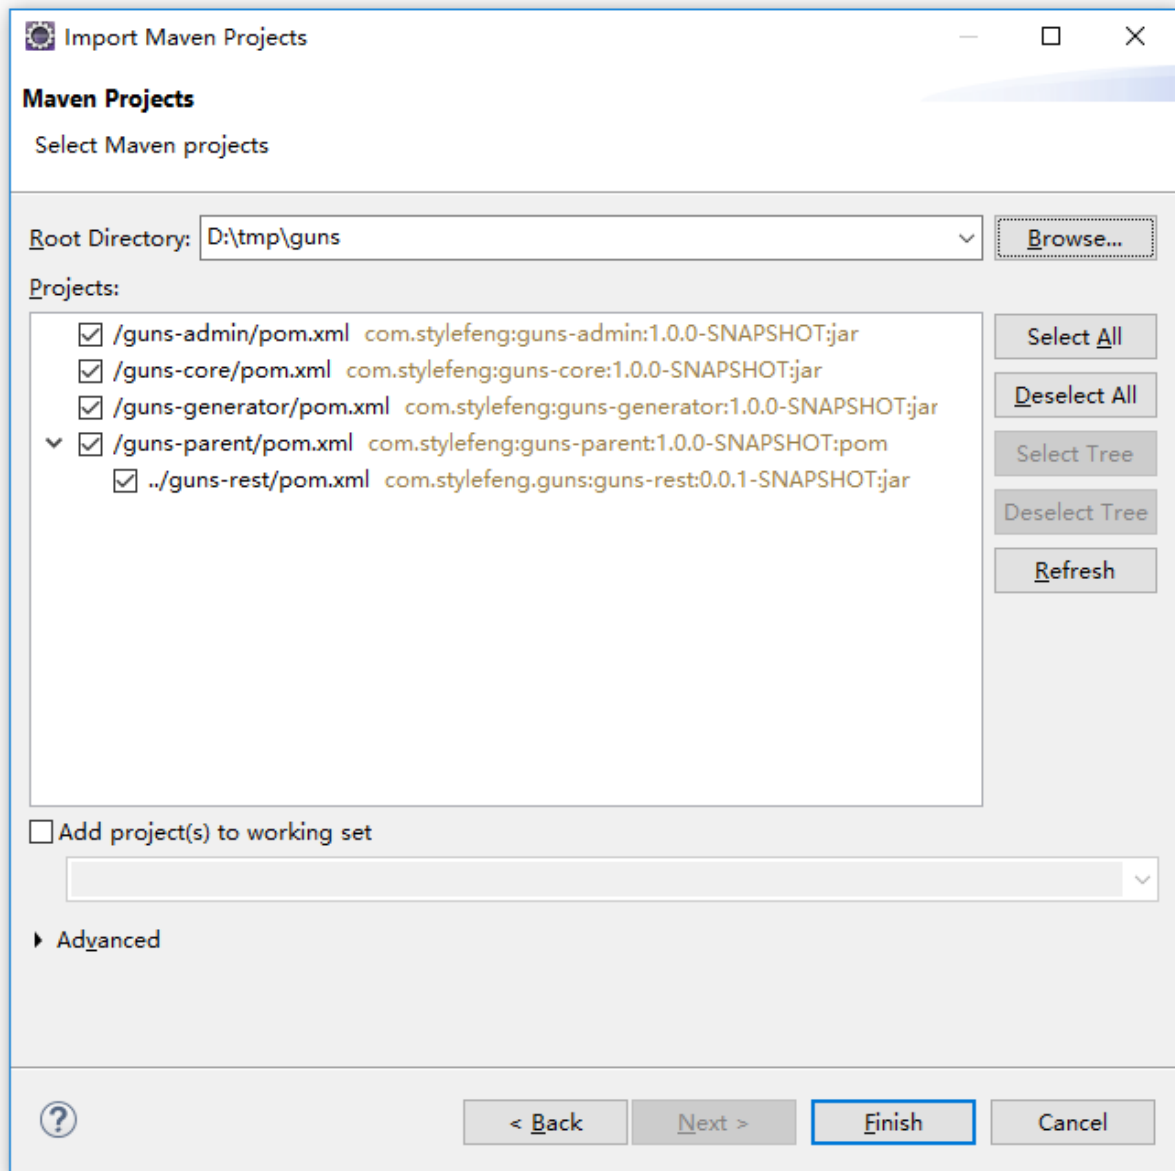 Import Maven Projects
Maven Projects
Select Maven projects
Root Directory: D:\tmp\guns Browse...
Projects:
/guns-admin/pom.xml com.stylefeng:guns-admin:1.0.0-SNAPSHOT:jar
/guns-core/pom.xml com.stylefeng:guns-core:1.0.0-SNAPSHOT:jar
/guns-generator/pom.xml com.stylefeng:guns-generator:1.0.0-SNAPSHOT:jar
/guns-parent/pom.xml com.stylefeng:guns-parent:1.0.0-SNAPSHOT:pom
../guns-rest/pom.xml com.stylefeng.guns:guns-rest:0.0.1-SNAPSHOT:jar
Select All
Deselect All
Select Tree
Deselect Tree
Refresh
Add project(s) to working set
Advanced
? < Back Next > Finish Cancel